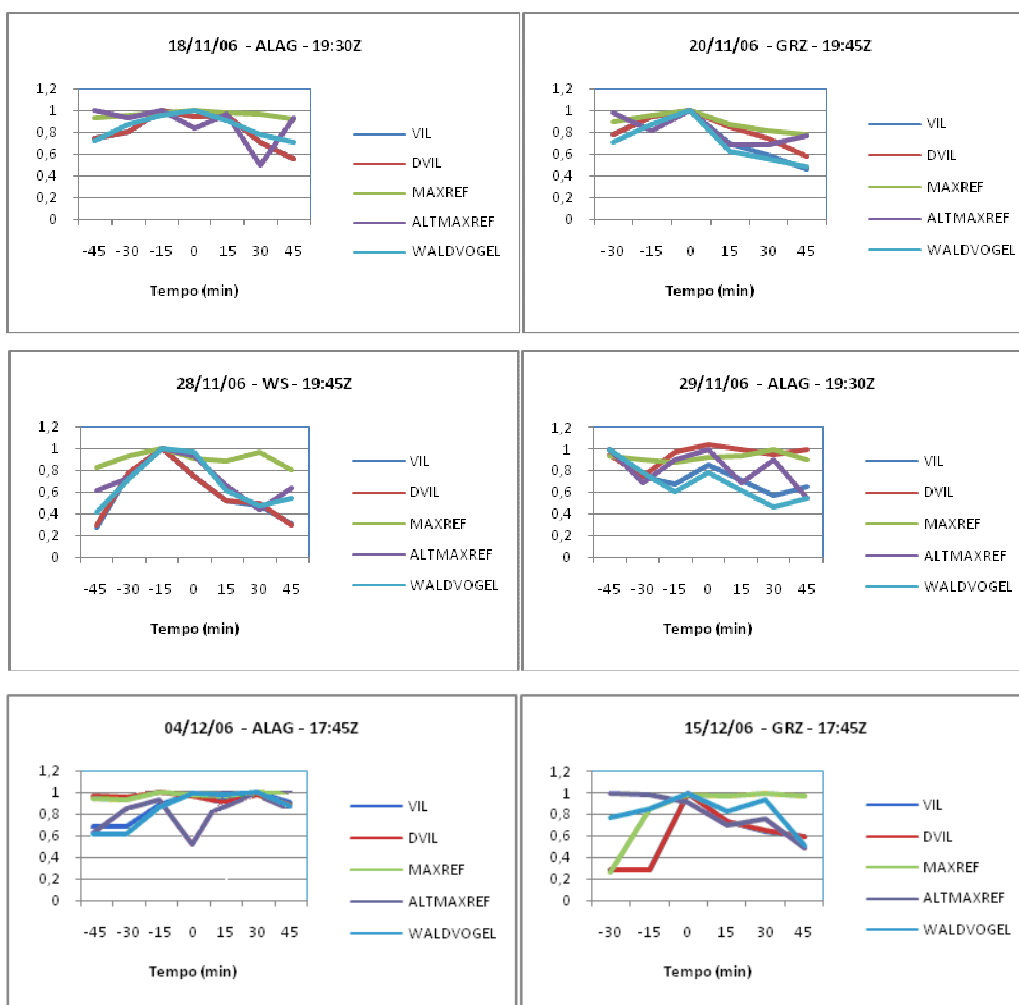 18/11/06 - ALAG - 19:30Z
1,2
1
0,8
0,6
0,4
0,2
0
-45 -30 -15 0 15 30 45
Tempo (min)
VIL
DVIL
MAXREF
ALTMAXREF
WALDVOGEL
20/11/06 - GRZ - 19:45Z
1,2
1
0,8
0,6
0,4
0,2
0
-30 -15 0 15 30 45
Tempo (min)
VIL
DVIL
MAXREF
ALTMAXREF
WALDVOGEL
28/11/06 - WS - 19:45Z
1,2
1
0,8
0,6
0,4
0,2
0
-45 -30 -15 0 15 30 45
Tempo (min)
VIL
DVIL
MAXREF
ALTMAXREF
WALDVOGEL
29/11/06 - ALAG - 19:30Z
1,2
1
0,8
0,6
0,4
0,2
0
-45 -30 -15 0 15 30 45
Tempo (min)
VIL
DVIL
MAXREF
ALTMAXREF
WALDVOGEL
04/12/06 - ALAG - 17:45Z
1,2
1
0,8
0,6
0,4
0,2
0
-45 -30 -15 0 15 30 45
Tempo (min)
VIL
DVIL
MAXREF
ALTMAXREF
WALDVOGEL
15/12/06 - GRZ - 17:45Z
1,2
1
0,8
0,6
0,4
0,2
0
-30 -15 0 15 30 45
Tempo (min)
VIL
DVIL
MAXREF
ALTMAXREF
WALDVOGEL